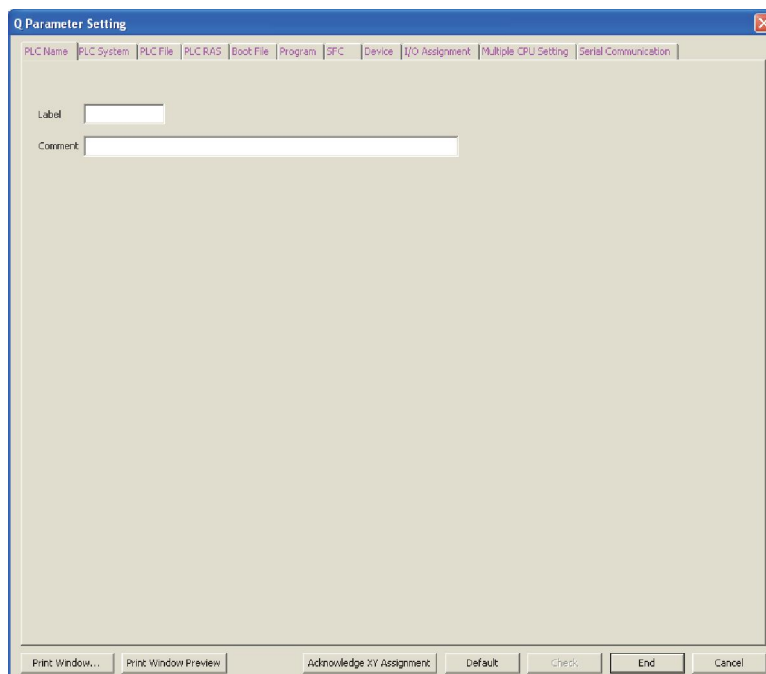 Q Parameter Setting
PLC Name PLC System PLC File PLC RAS Boot File Program SFC Device I/O Assignment Multiple CPU Setting Serial Communication
Label
Comment
Print Window... Print Window Preview Acknowledge XY Assignment Default Check End Cancel